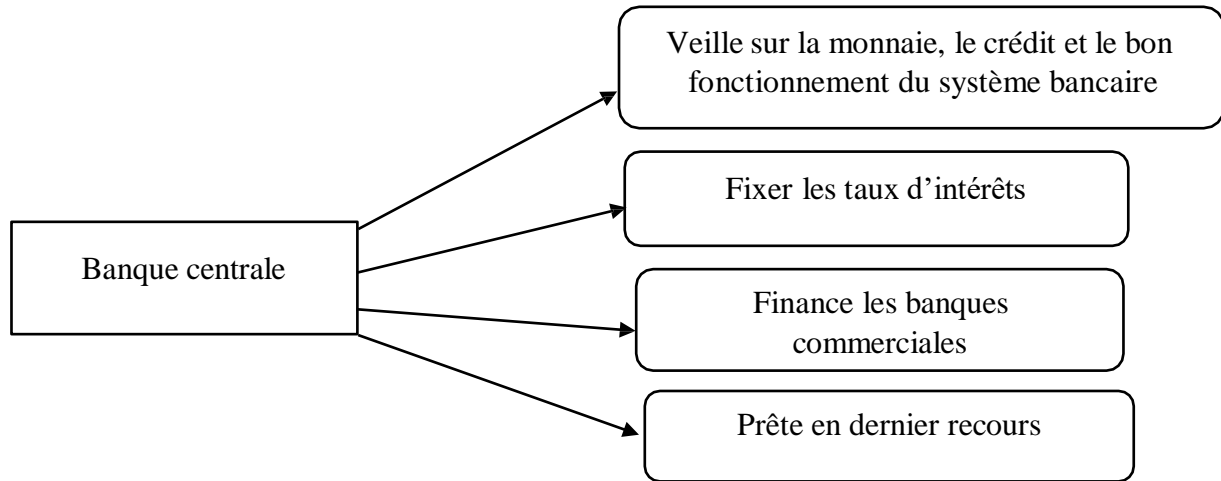 Veille sur la monnaie, le crédit et le bon
fonctionnement du système bancaire
Fixer les taux d’intérêts
Banque centrale
Finance les banques
commerciales
Prête en dernier recours